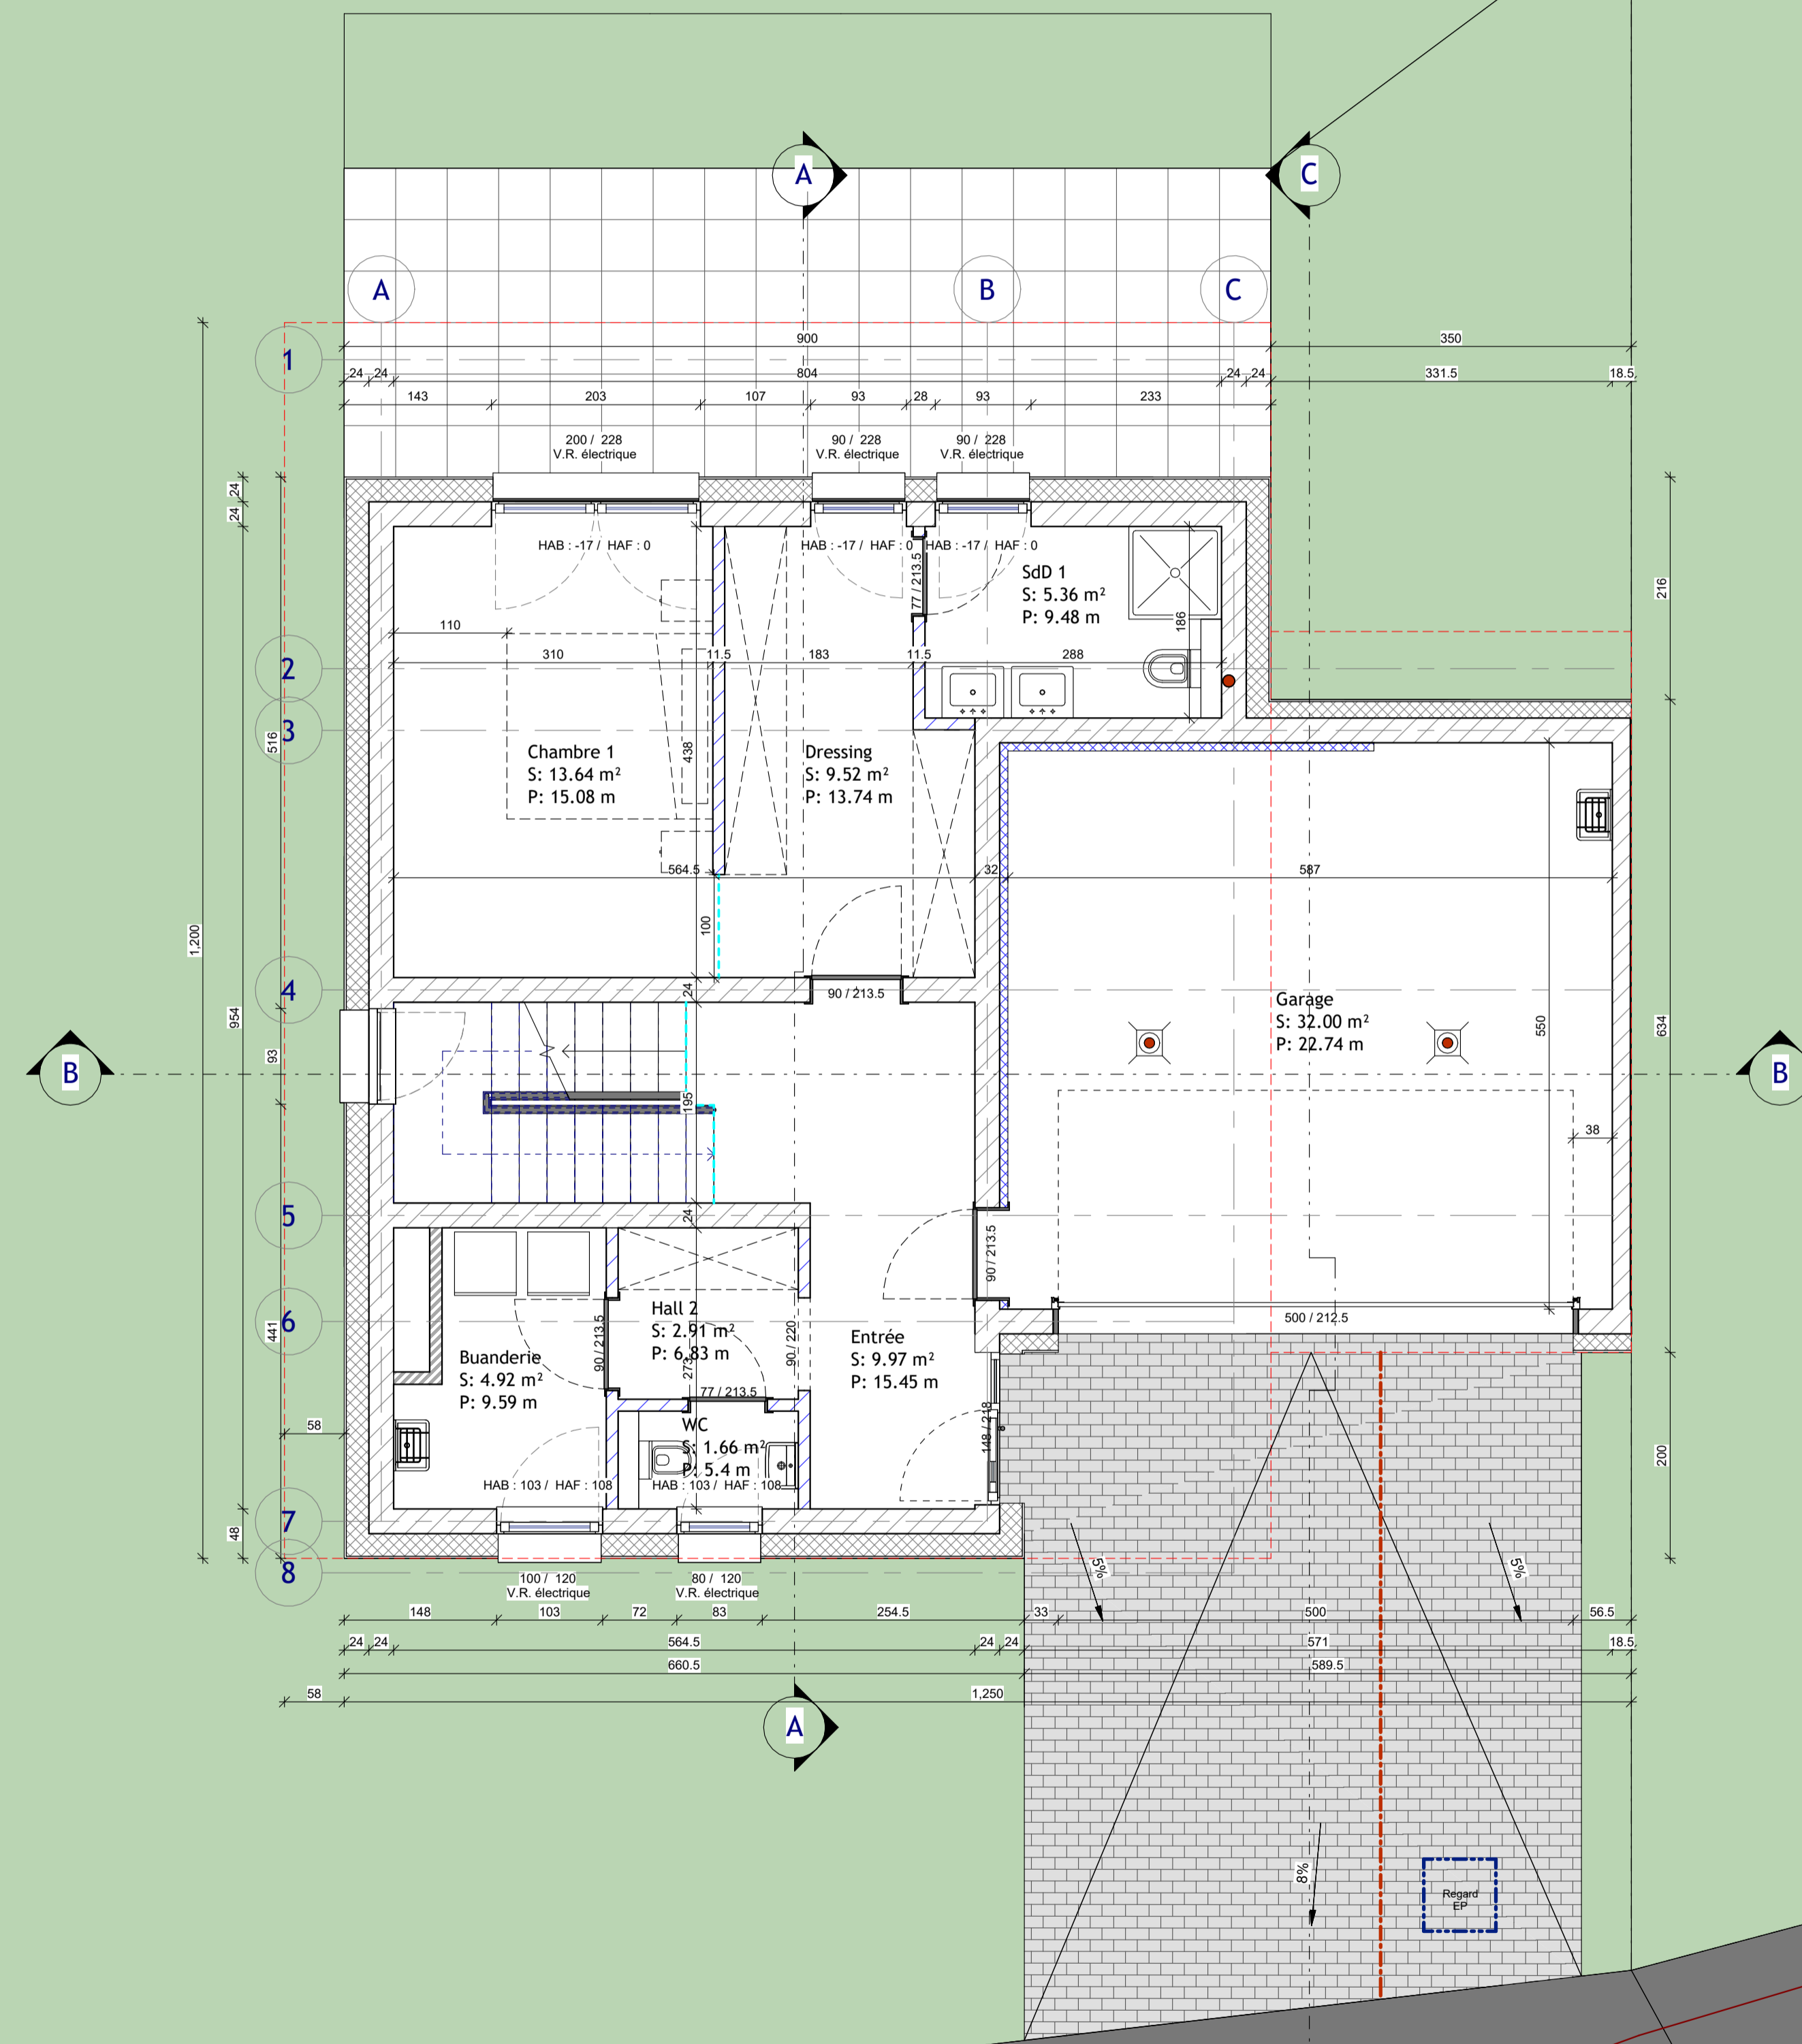 A
C
A
B
C
1
900
350
24
24
804
24
24
331.5
18.5
143
203
107
93
28
93
233
200 / 228
V.R. électrique
90 / 228
V.R. électrique
90 / 228
V.R. électrique
24
24
HAB : -17 / HAF : 0
HAB : -17 / HAF : 0
HAB : -17 / HAF : 0
77 / 213.5
SdD 1
S: 5.36 m²
P: 9.48 m
186
216
110
310
11.5
183
11.5
288
2
3
516
Chambre 1
S: 13.64 m²
P: 15.08 m
438
Dressing
S: 9.52 m²
P: 13.74 m
564.5
32
587
100
1,200
4
24
90 / 213.5
Garage
S: 32.00 m²
P: 22.74 m
550
634
954
93
B
B
195
38
5
24
90 / 213.5
6
441
Hall 2
S: 2.91 m²
P: 6.83 m
273
90 / 213.5
90 / 220
500 / 212.5
Entrée
S: 9.97 m²
P: 15.45 m
Buanderie
S: 4.92 m²
P: 9.59 m
77 / 213.5
WC
S: 1.66 m²
P: 5.4 m
148 / 218
58
200
HAB : 103 / HAF : 108
HAB : 103 / HAF : 108
7
48
8
100 / 120
V.R. électrique
80 / 120
V.R. électrique
5%
5%
148
103
72
83
254.5
33
500
56.5
24
24
564.5
24
24
571
18.5
660.5
589.5
58
1,250
A
8%
Regard
EP